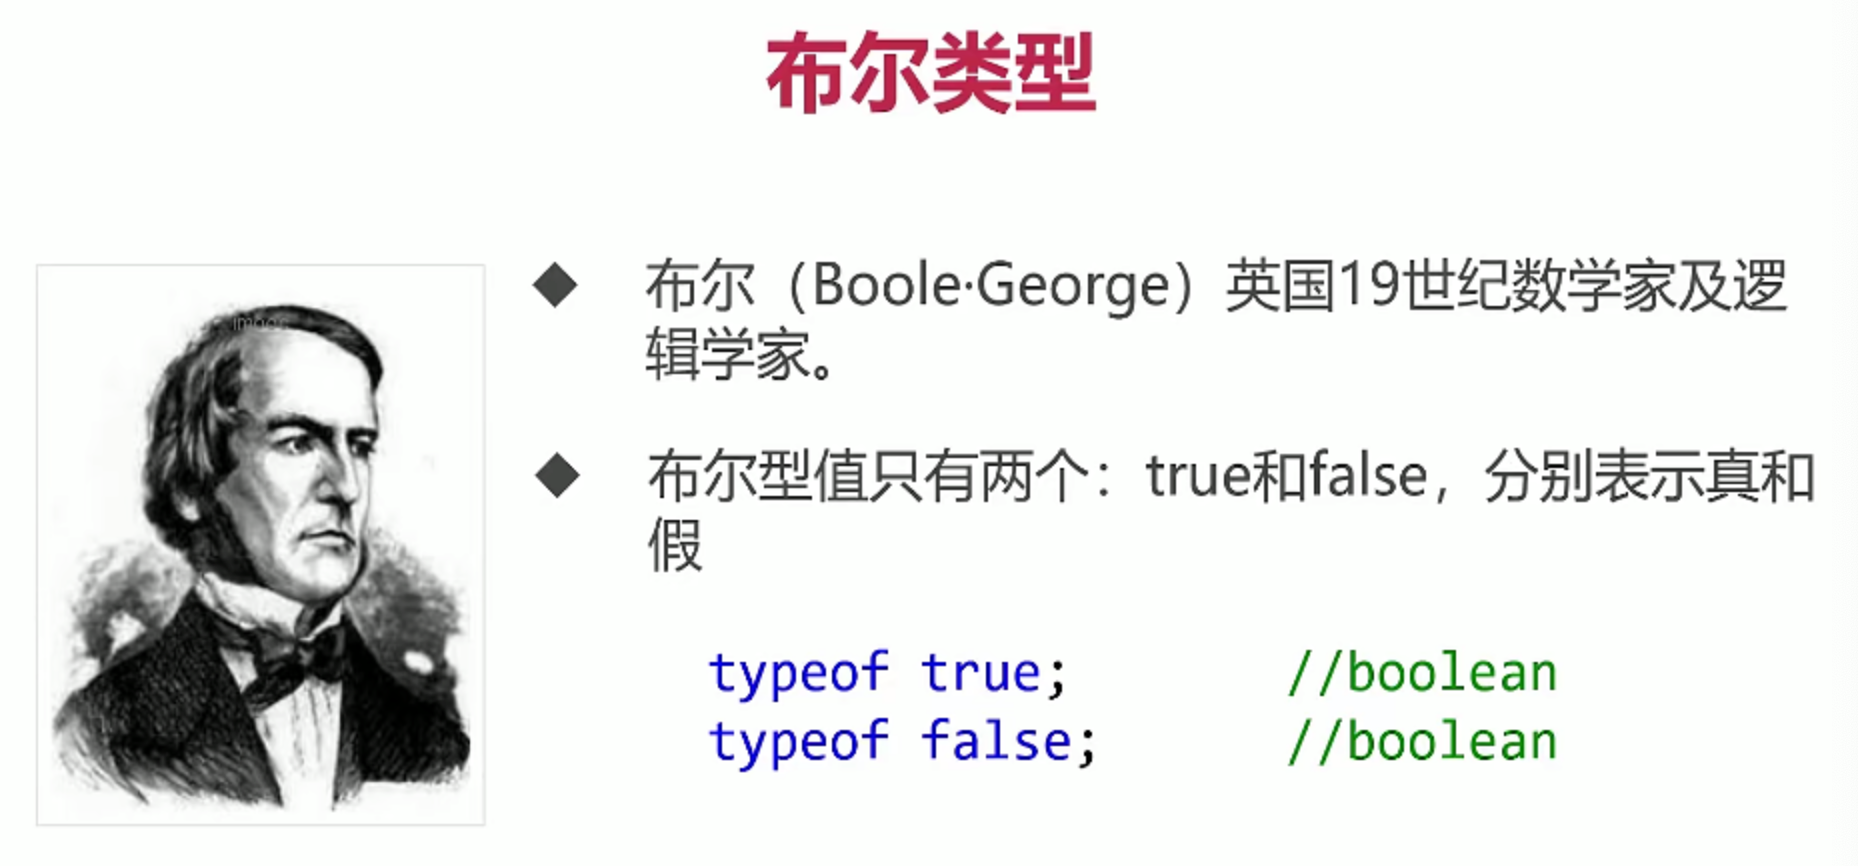 布尔类型
image
布尔（Boole·George）英国19世纪数学家及逻
辑学家。
布尔型值只有两个：true和false，分别表示真和
假
typeof true; //boolean
typeof false; //boolean